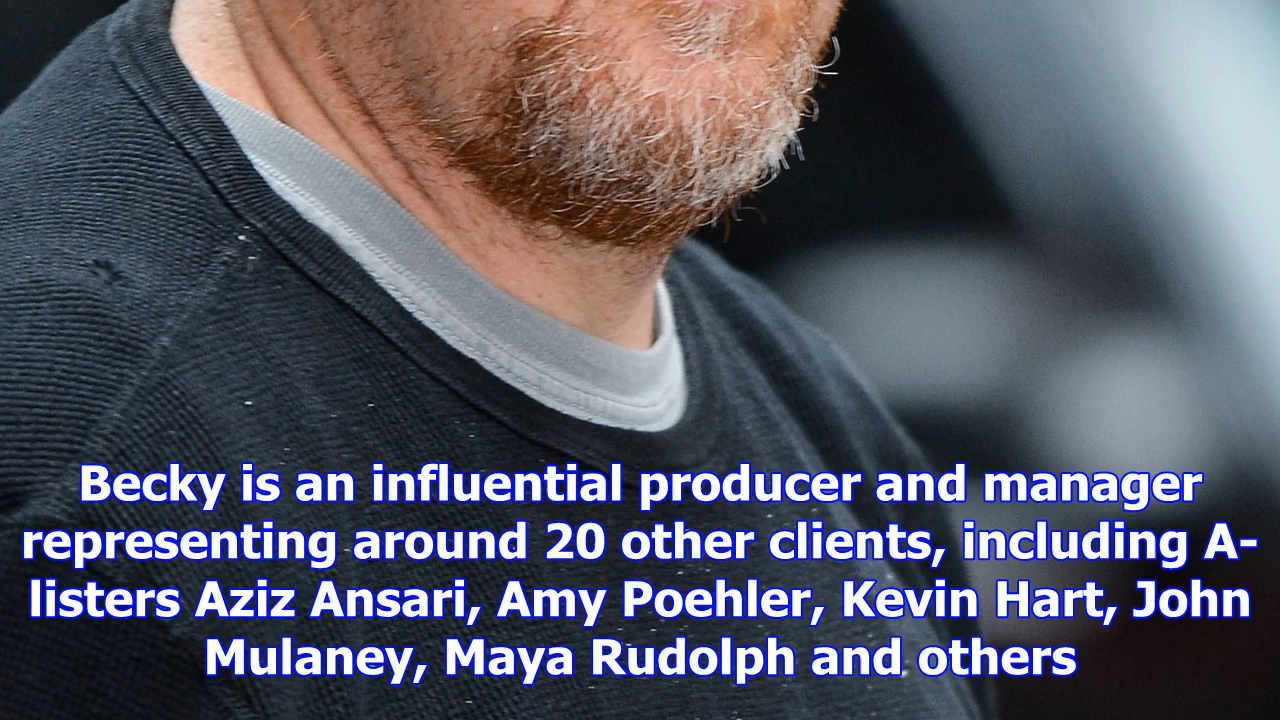 Becky is an influential producer and manager
representing around 20 other clients, including A-
listers Aziz Ansari, Amy Poehler, Kevin Hart, John
Mulaney, Maya Rudolph and others